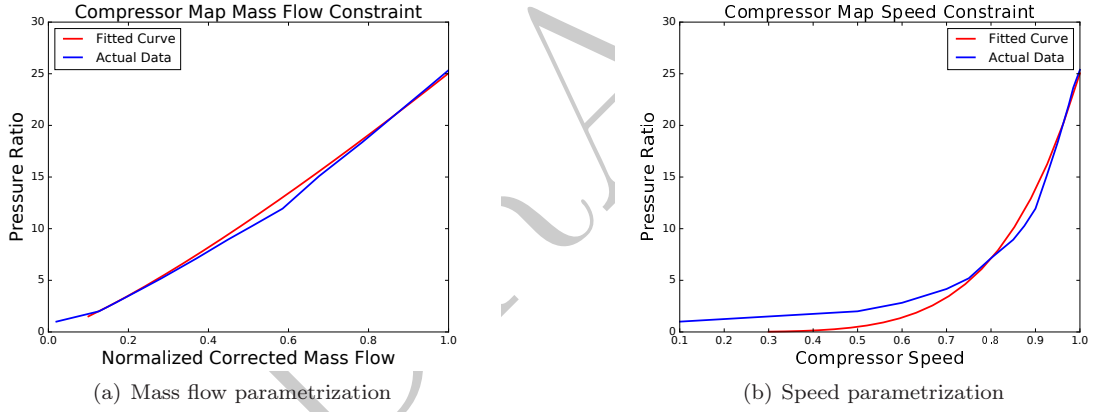 Compressor Map Mass Flow Constraint
30
25
20
15
10
5
0
Pressure Ratio
Fitted Curve
Actual Data
0.0 0.2 0.4 0.6 0.8 1.0
Normalized Corrected Mass Flow
(a) Mass flow parametrization
Compressor Map Speed Constraint
30
25
20
15
10
5
0
Pressure Ratio
Fitted Curve
Actual Data
0.1 0.2 0.3 0.4 0.5 0.6 0.7 0.8 0.9 1.0
Compressor Speed
(b) Speed parametrization